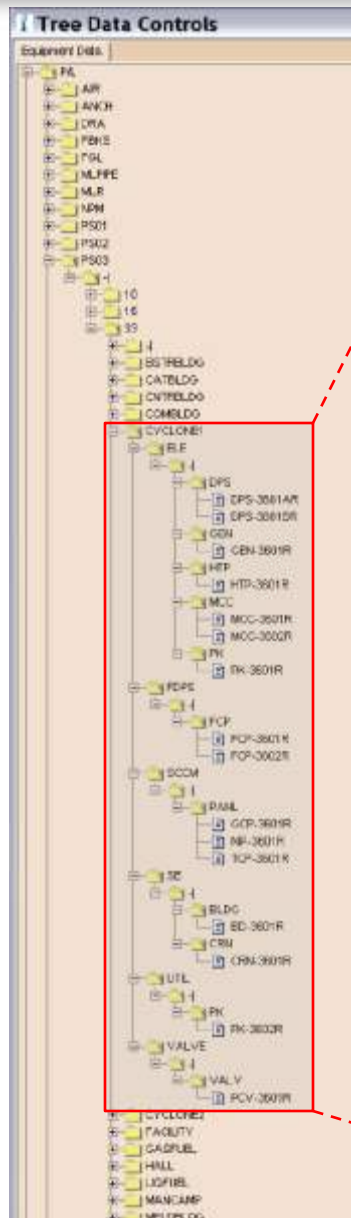 Tree Data Controls
Equipment Data
PA
AIR
ANCH
DRA
FBKS
FGL
MLPIPE
MLR
NPM
PS01
PS02
PS03
-|
10
16
33
-|
BSTRBLDG
CATBLDG
CNTRBLDG
COMBLDG
CYCLONE1
ELE
-|
DPS
DPS-3601AR
DPS-3601BR
GEN
GEN-3601R
HTP
HTP-3601R
MCC
MCC-3601R
MCC-3602R
PK
PK-3601R
FDPS
-|
FCP
FCP-3601R
FCP-3602R
SCCM
-|
PANL
GCP-3601R
NP-3601R
TCP-3601R
SE
-|
BLDG
BD-3601R
CRN
CRN-3601R
UTIL
-|
PK
PK-3602R
VALVE
-|
VALV
PCV-3601R
CYCLONE2
FACILITY
GASFUEL
HALL
LIQFUEL
MANCAMP